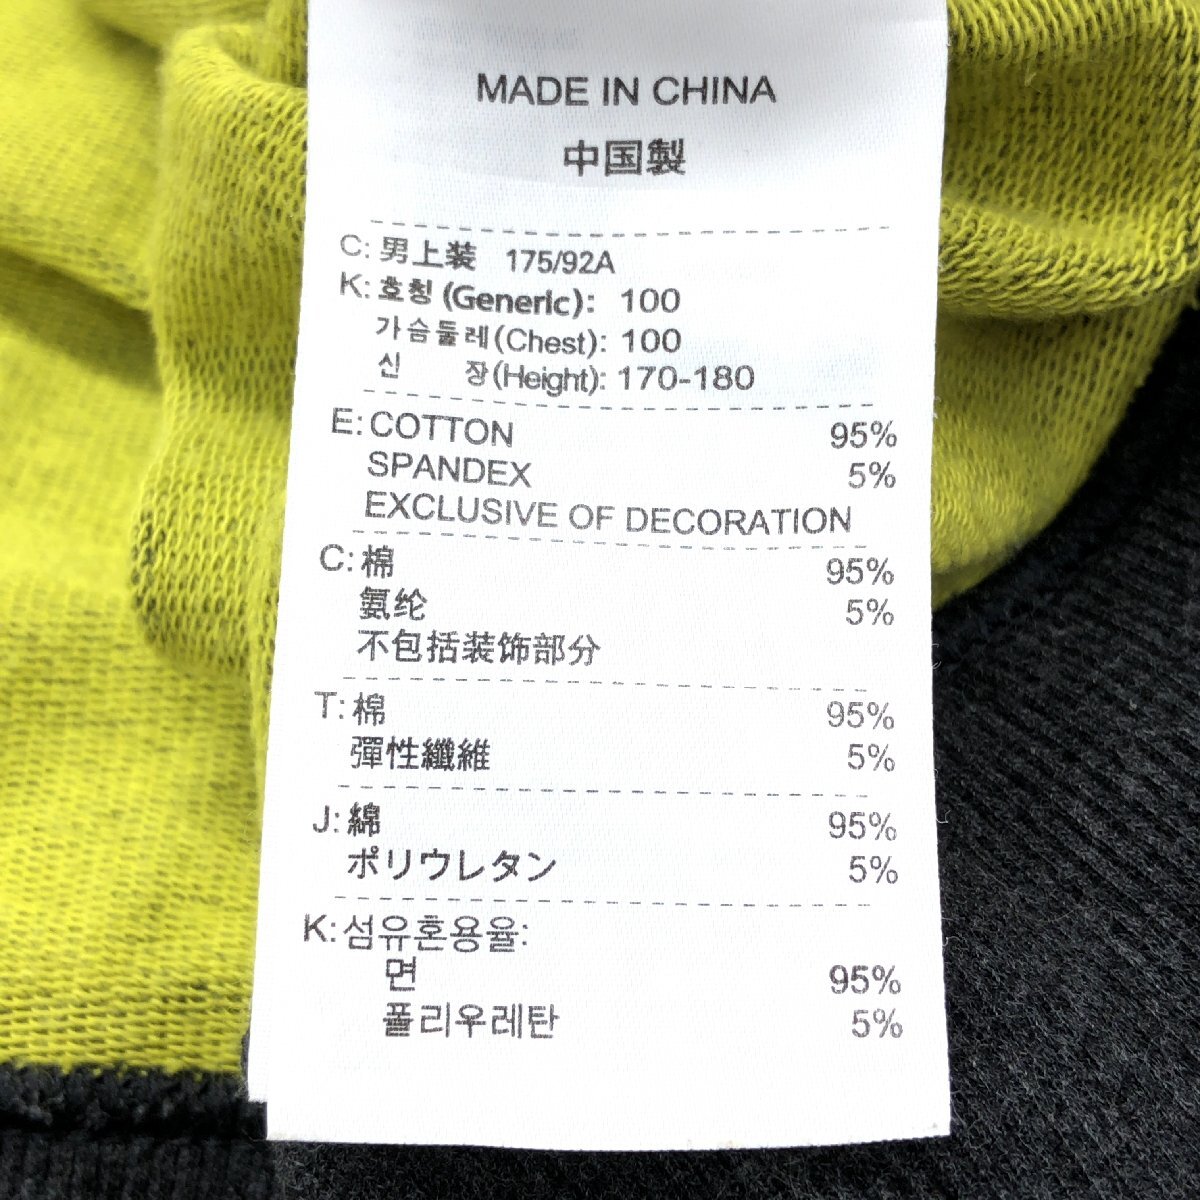 MADE IN CHINA
中国製
C: 男上装 175/92A
K: 호칭 (Generic): 100
가슴둘레(Chest): 100
신 장(Height): 170-180
E: COTTON 95%
SPANDEX 5%
EXCLUSIVE OF DECORATION
C: 棉 95%
氨纶 5%
不包括装饰部分
T: 棉 95%
彈性纖維 5%
J: 綿 95%
ポリウレタン 5%
K: 섬유혼용율:
면 95%
폴리우레탄 5%